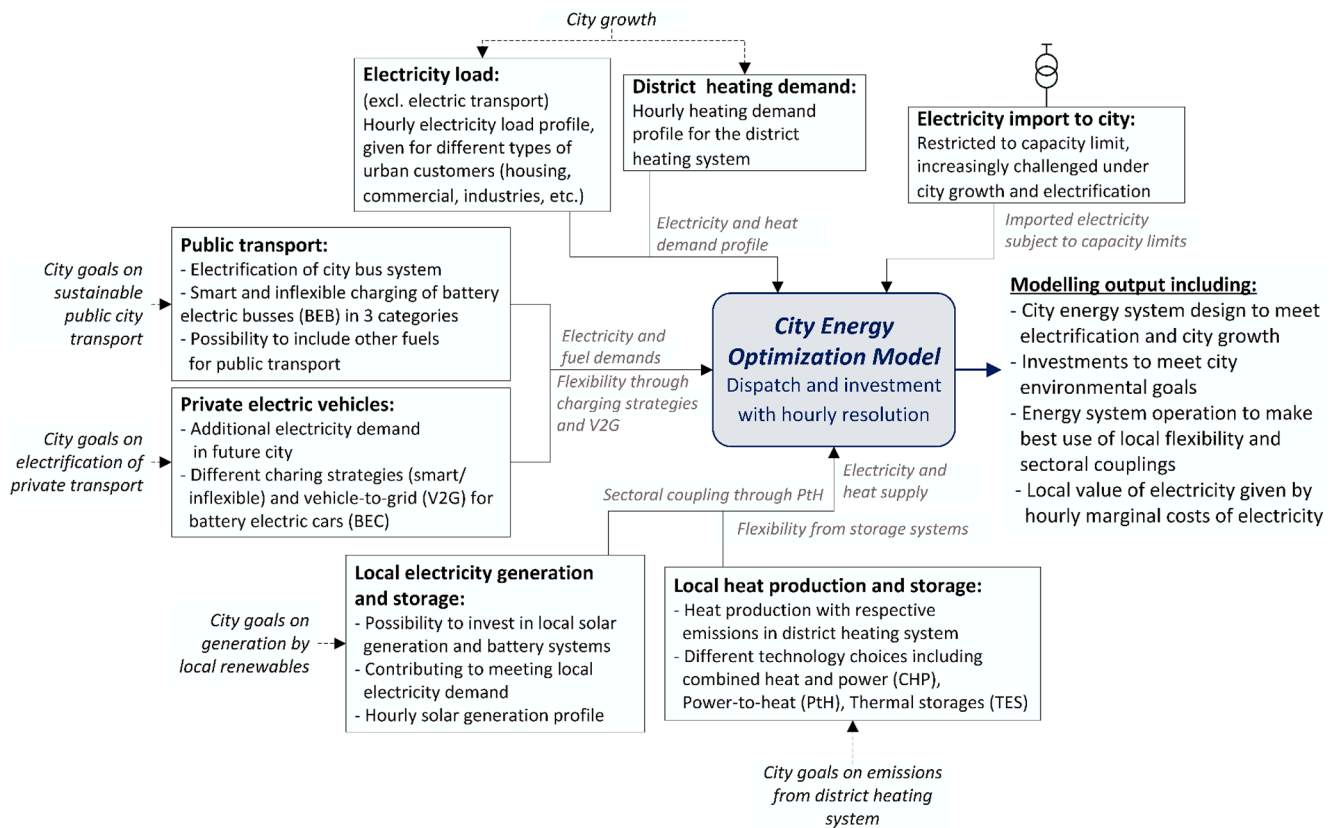 City growth
Electricity load:
(excl. electric transport)
Hourly electricity load profile,
given for different types of
urban customers (housing,
commercial, industries, etc.)
District heating demand:
Hourly heating demand
profile for the district
heating system
Electricity import to city:
Restricted to capacity limit,
increasingly challenged under
city growth and electrification
Electricity and heat
demand profile
Imported electricity
subject to capacity limits
City goals on
sustainable
public city
transport
Public transport:
- Electrification of city bus system
- Smart and inflexible charging of battery
electric busses (BEB) in 3 categories
- Possibility to include other fuels
for public transport
Electricity and
fuel demands
Flexibility through
charging strategies
and V2G
City Energy
Optimization Model
Dispatch and investment
with hourly resolution
Modelling output including:
- City energy system design to meet
electrification and city growth
- Investments to meet city
environmental goals
- Energy system operation to make
best use of local flexibility and
sectoral couplings
- Local value of electricity given by
hourly marginal costs of electricity
City goals on
electrification of
private transport
Private electric vehicles:
- Additional electricity demand
in future city
- Different charing strategies (smart/
inflexible) and vehicle-to-grid (V2G) for
battery electric cars (BEC)
Sectoral coupling through PtH
Electricity and
heat supply
Flexibility from storage systems
City goals on
generation by
local renewables
Local electricity generation
and storage:
- Possibility to invest in local solar
generation and battery systems
- Contributing to meeting local
electricity demand
- Hourly solar generation profile
Local heat production and storage:
- Heat production with respective
emissions in district heating system
- Different technology choices including
combined heat and power (CHP),
Power-to-heat (PtH), Thermal storages (TES)
City goals on emissions
from district heating
system